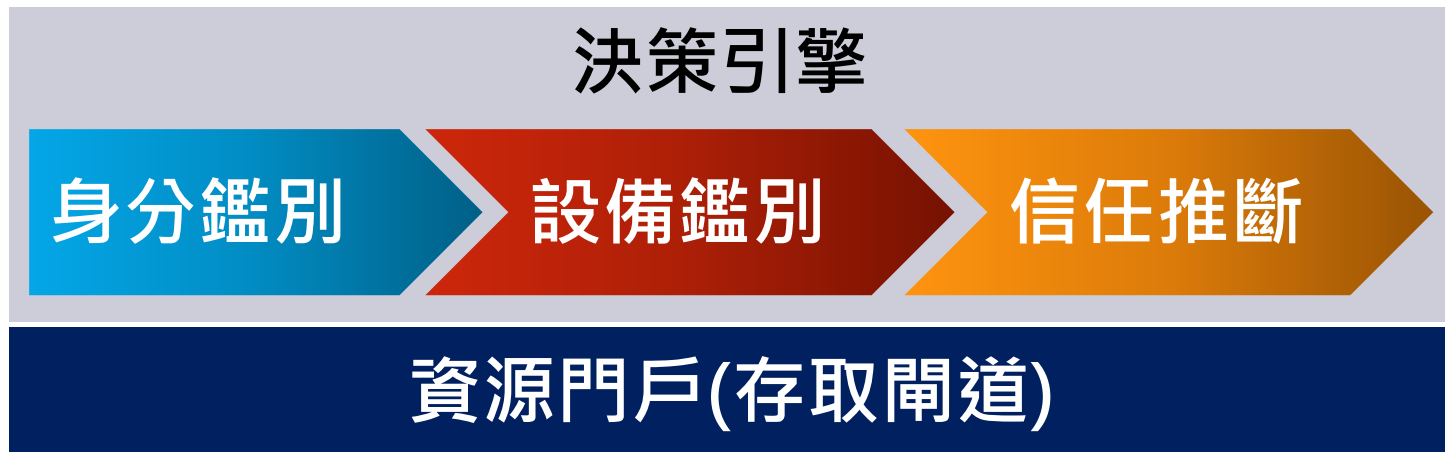 決策引擎
身分鑑別
設備鑑別
信任推斷
資源門戶(存取閘道)